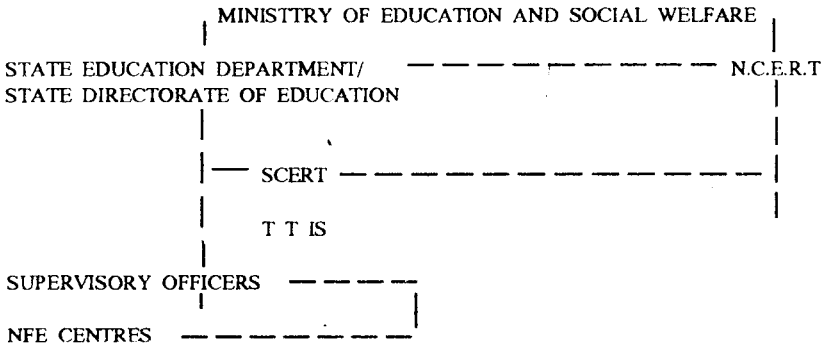 MINISTTRY OF EDUCATION AND SOCIAL WELFARE
STATE EDUCATION DEPARTMENT/ N.C.E.R.T
STATE DIRECTORATE OF EDUCATION
SCERT
T T IS
SUPERVISORY OFFICERS
NFE CENTRES